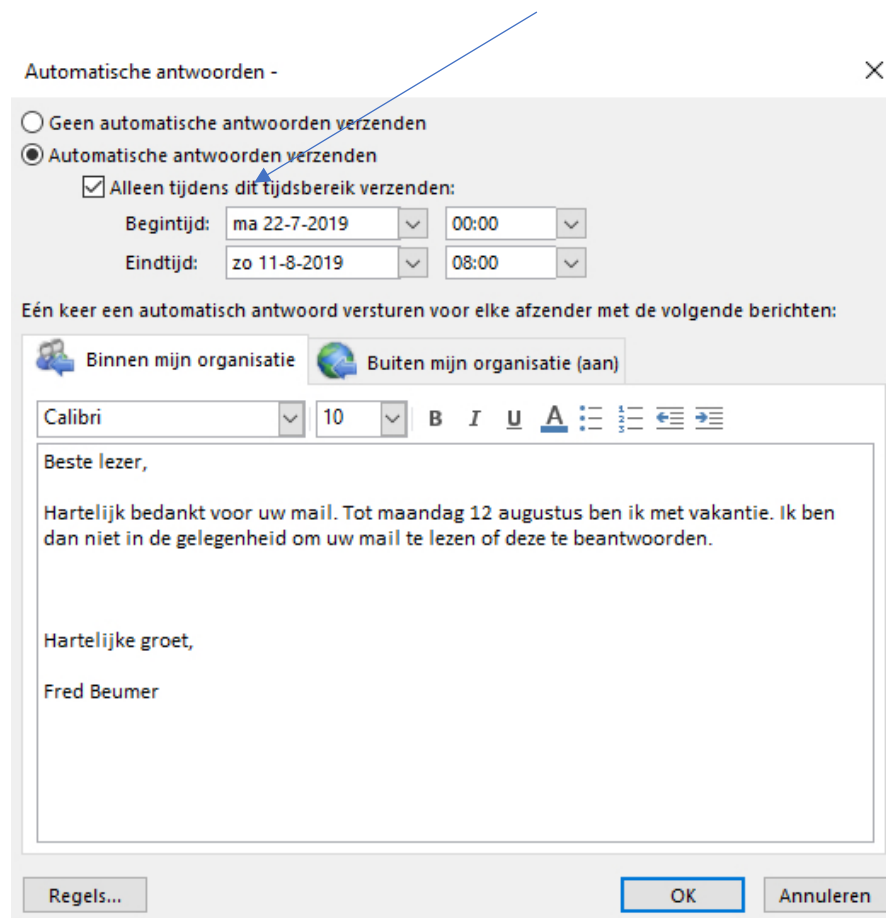 Automatische antwoorden -
Geen automatische antwoorden verzenden
Automatische antwoorden verzenden
Alleen tijdens dit tijdsbereik verzenden:
Begintijd: ma 22-7-2019 00:00
Eindtijd: zo 11-8-2019 08:00
Eén keer een automatisch antwoord versturen voor elke afzender met de volgende berichten:
Binnen mijn organisatie Buiten mijn organisatie (aan)
Calibri 10 B I U A
Beste lezer,
Hartelijk bedankt voor uw mail. Tot maandag 12 augustus ben ik met vakantie. Ik ben
dan niet in de gelegenheid om uw mail te lezen of deze te beantwoorden.
Hartelijke groet,
Fred Beumer
Regels... OK Annuleren